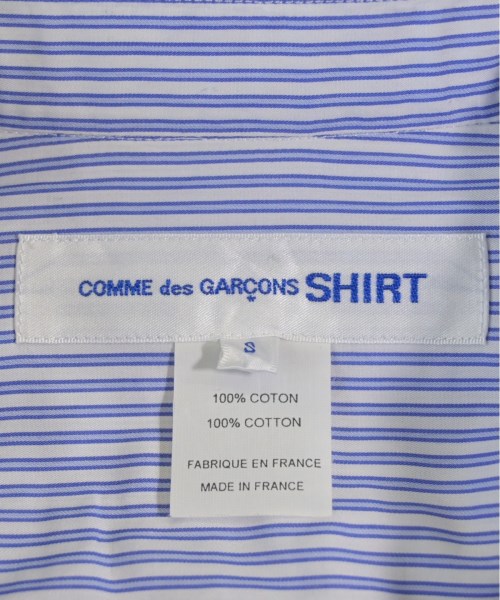 COMME des GARÇONS SHIRT
S
100% COTON
100% COTTON
FABRIQUE EN FRANCE
MADE IN FRANCE